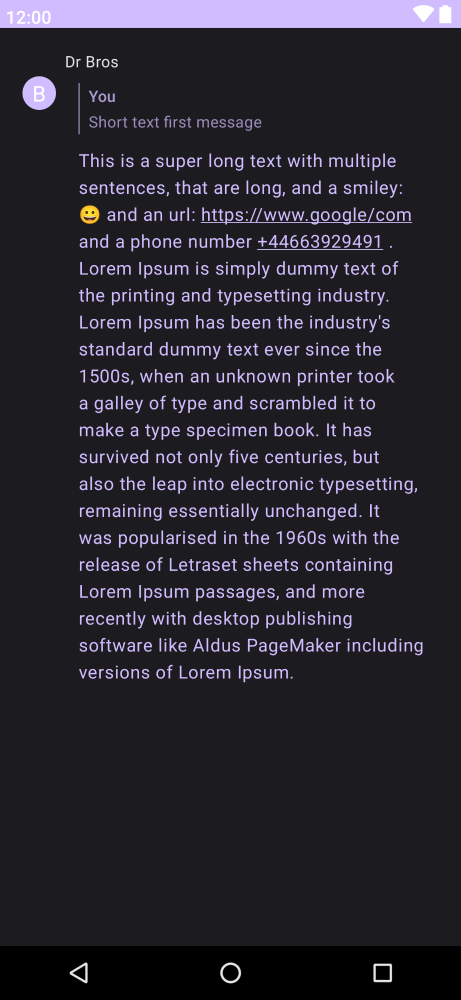 12:00
Dr Bros
B
You
Short text first message
This is a super long text with multiple
sentences, that are long, and a smiley:
😀 and an url: https://www.google/com
and a phone number +44663929491 .
Lorem Ipsum is simply dummy text of
the printing and typesetting industry.
Lorem Ipsum has been the industry's
standard dummy text ever since the
1500s, when an unknown printer took
a galley of type and scrambled it to
make a type specimen book. It has
survived not only five centuries, but
also the leap into electronic typesetting,
remaining essentially unchanged. It
was popularised in the 1960s with the
release of Letraset sheets containing
Lorem Ipsum passages, and more
recently with desktop publishing
software like Aldus PageMaker including
versions of Lorem Ipsum.